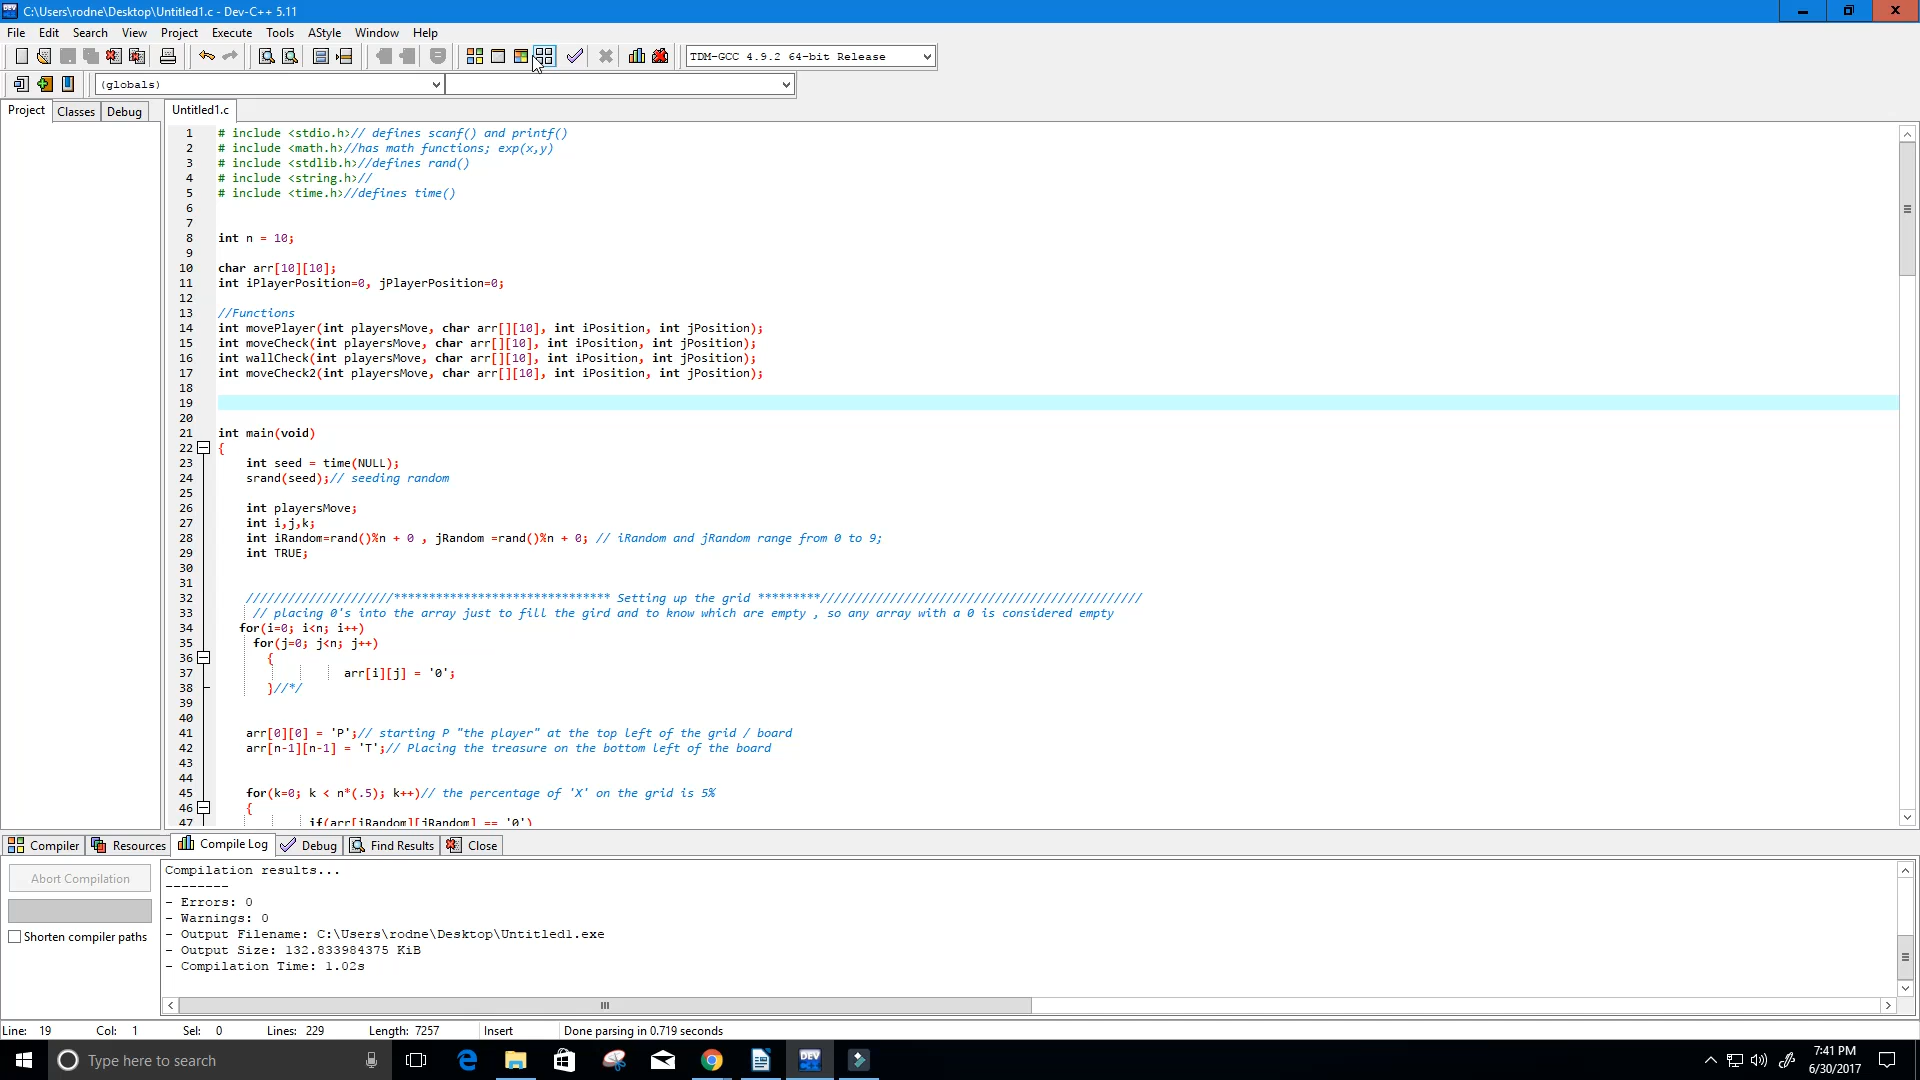 C:\Users\rodne\Desktop\Untitled1.c - Dev-C++ 5.11
File Edit Search View Project Execute Tools AStyle Window Help
TDM-GCC 4.9.2 64-bit Release
(globals)
Project Classes Debug Untitled1.c
1 # include <stdio.h>// defines scanf() and printf()
2 # include <math.h>//has math functions; exp(x,y)
3 # include <stdlib.h>//defines rand()
4 # include <string.h>//
5 # include <time.h>//defines time()
6
7
8 int n = 10;
9
10 char arr[10][10];
11 int iPlayerPosition=0, jPlayerPosition=0;
12
13 //Functions
14 int movePlayer(int playersMove, char arr[][10], int iPosition, int jPosition);
15 int moveCheck(int playersMove, char arr[][10], int iPosition, int jPosition);
16 int wallCheck(int playersMove, char arr[][10], int iPosition, int jPosition);
17 int moveCheck2(int playersMove, char arr[][10], int iPosition, int jPosition);
18
19
20
21 int main(void)
22 {
23 int seed = time(NULL);
24 srand(seed);// seeding random
25
26 int playersMove;
27 int i,j,k;
28 int iRandom=rand()%n + 0 , jRandom =rand()%n + 0; // iRandom and jRandom range from 0 to 9;
29 int TRUE;
30
31
32 /////////////////////******************************* Setting up the grid *********//////////////////////////////////////////////
33 // placing 0's into the array just to fill the gird and to know which are empty , so any array with a 0 is considered empty
34 for(i=0; i<n; i++)
35 for(j=0; j<n; j++)
36 {
37 arr[i][j] = '0';
38 }//*/
39
40
41 arr[0][0] = 'P';// starting P "the player" at the top left of the grid / board
42 arr[n-1][n-1] = 'T';// Placing the treasure on the bottom left of the board
43
44
45 for(k=0; k < n*(.5); k++)// the percentage of 'X' on the grid is 5%
46 {
47 if(arr[iRandom][jRandom] == '0')
Compiler Resources Compile Log Debug Find Results Close
Abort Compilation
Shorten compiler paths
Compilation results...
--------
- Errors: 0
- Warnings: 0
- Output Filename: C:\Users\rodne\Desktop\Untitled1.exe
- Output Size: 132.833984375 KiB
- Compilation Time: 1.02s
Line: 19 Col: 1 Sel: 0 Lines: 229 Length: 7257 Insert Done parsing in 0.719 seconds
Type here to search
DEV
7:41 PM
6/30/2017